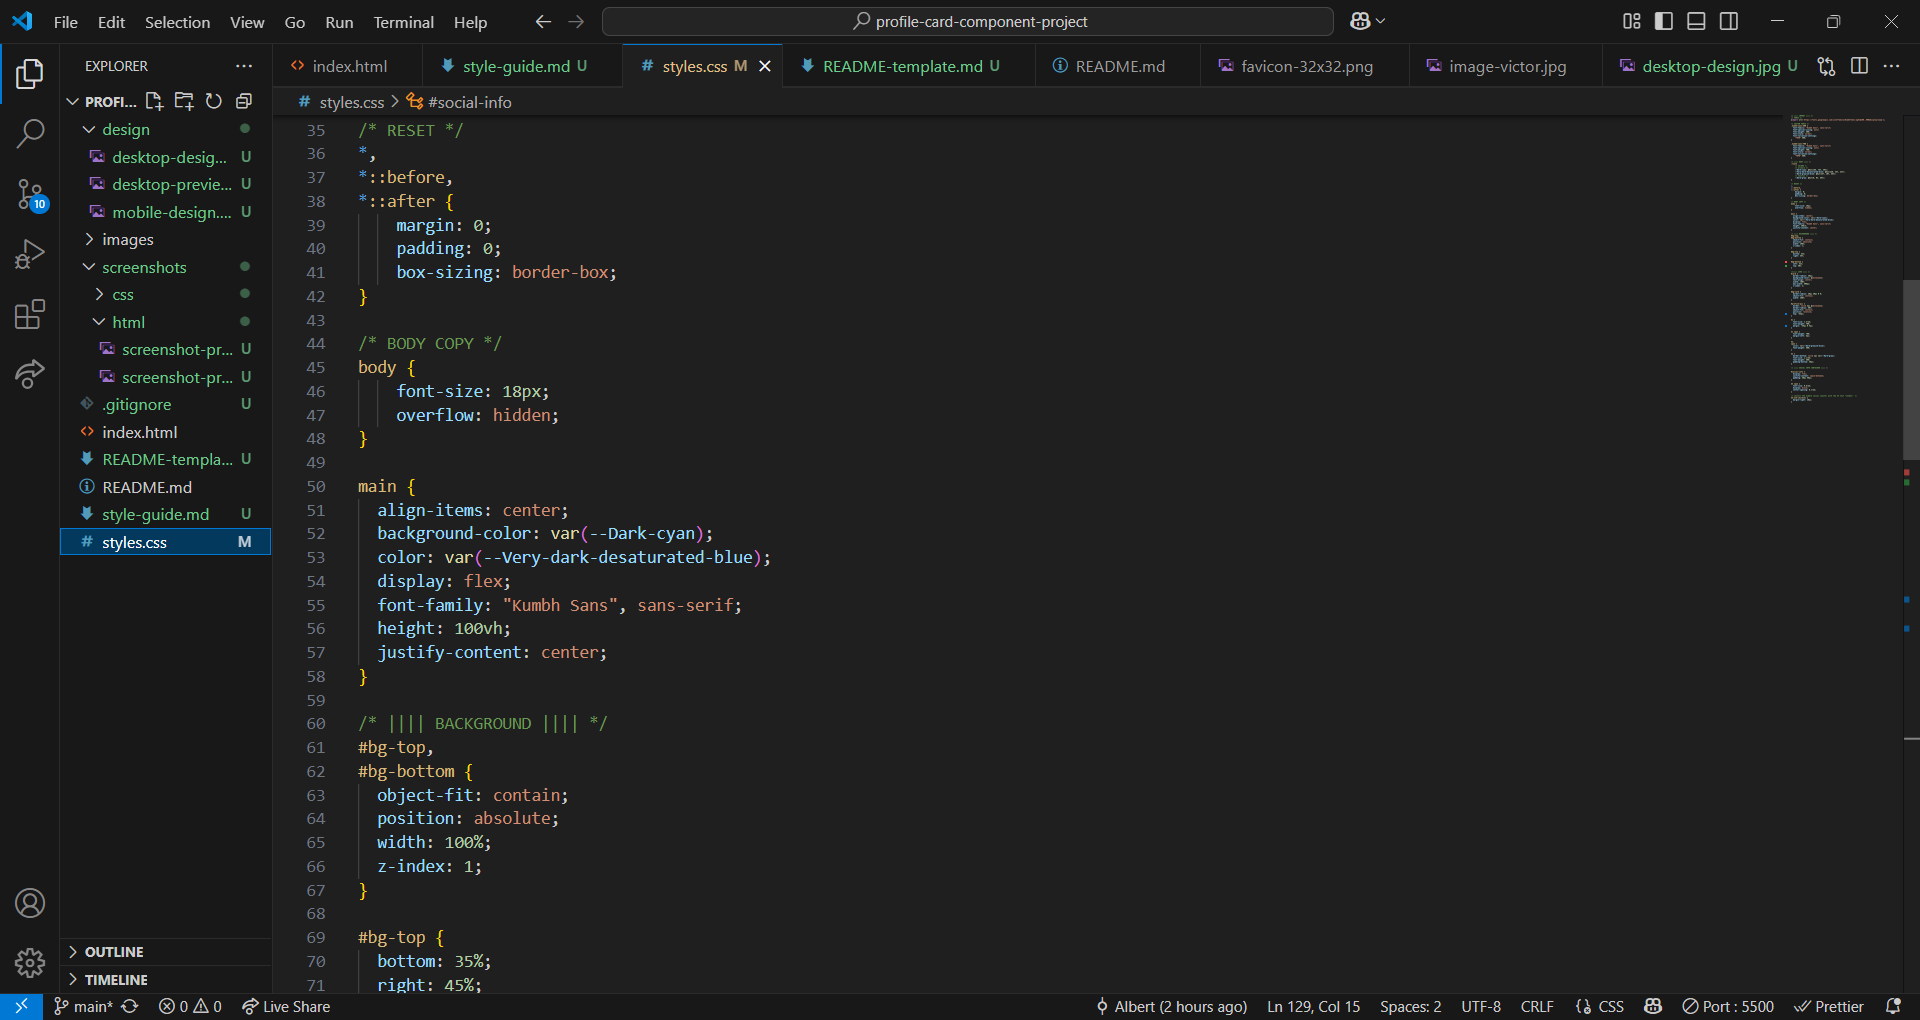 File Edit Selection View Go Run Terminal Help
profile-card-component-project
EXPLORER
index.html
style-guide.md U
# styles.css M
README-template.md U
README.md
favicon-32x32.png
image-victor.jpg
desktop-design.jpg U
PROFI...
# styles.css > #social-info
design
desktop-desig... U
desktop-previe... U
mobile-design.... U
images
screenshots
css
html
screenshot-pr... U
screenshot-pr... U
.gitignore U
index.html
README-templa... U
README.md
style-guide.md U
# styles.css M
10
OUTLINE
TIMELINE
35 /* RESET */
36 *,
37 *::before,
38 *::after {
39 margin: 0;
40 padding: 0;
41 box-sizing: border-box;
42 }
43
44 /* BODY COPY */
45 body {
46 font-size: 18px;
47 overflow: hidden;
48 }
49
50 main {
51 align-items: center;
52 background-color: var(--Dark-cyan);
53 color: var(--Very-dark-desaturated-blue);
54 display: flex;
55 font-family: "Kumbh Sans", sans-serif;
56 height: 100vh;
57 justify-content: center;
58 }
59
60 /* |||| BACKGROUND |||| */
61 #bg-top,
62 #bg-bottom {
63 object-fit: contain;
64 position: absolute;
65 width: 100%;
66 z-index: 1;
67 }
68
69 #bg-top {
70 bottom: 35%;
71 right: 45%;
main* 0 0 Live Share
Albert (2 hours ago) Ln 129, Col 15 Spaces: 2 UTF-8 CRLF {} CSS Port : 5500 Prettier